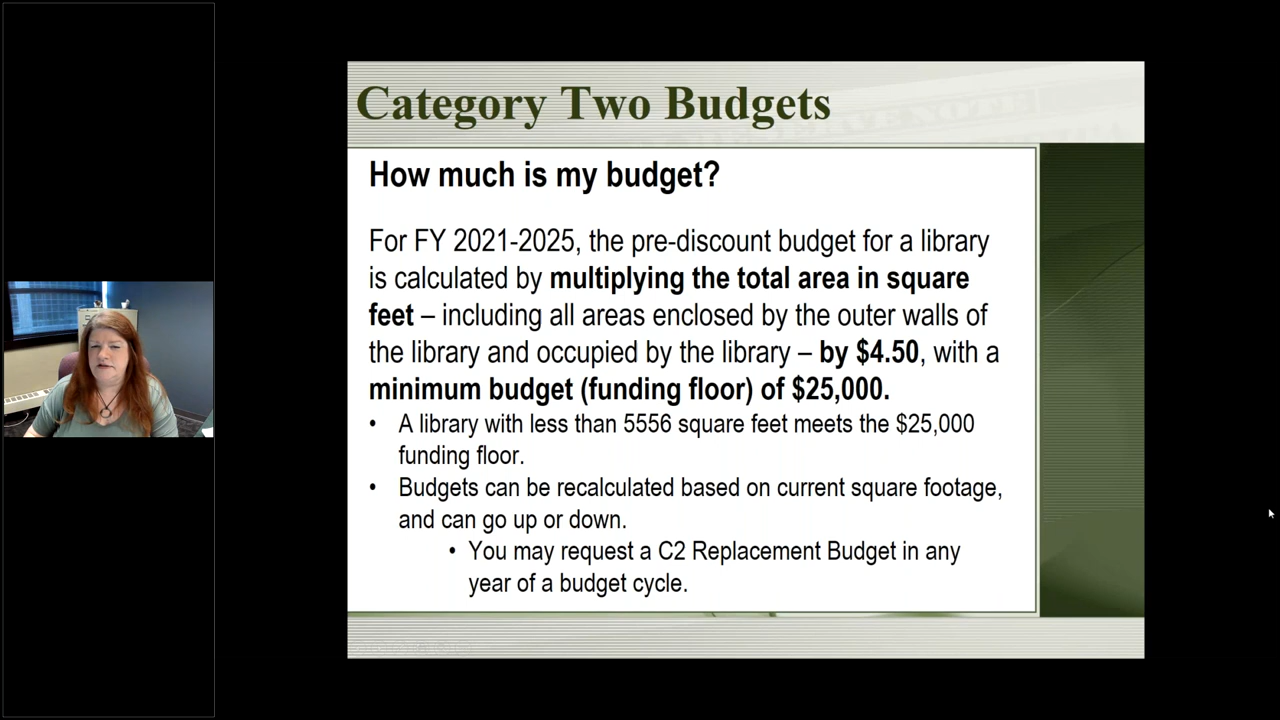 Category Two Budgets
How much is my budget?
For FY 2021-2025, the pre-discount budget for a library
is calculated by multiplying the total area in square
feet – including all areas enclosed by the outer walls of
the library and occupied by the library – by $4.50, with a
minimum budget (funding floor) of $25,000.
• A library with less than 5556 square feet meets the $25,000
funding floor.
• Budgets can be recalculated based on current square footage,
and can go up or down.
• You may request a C2 Replacement Budget in any
year of a budget cycle.